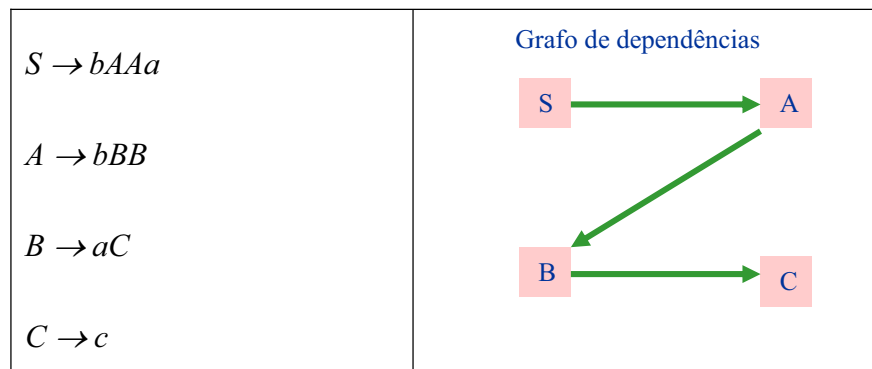 S → bAAa
A → bBB
B → aC
C → c
Grafo de dependências
S A
B C